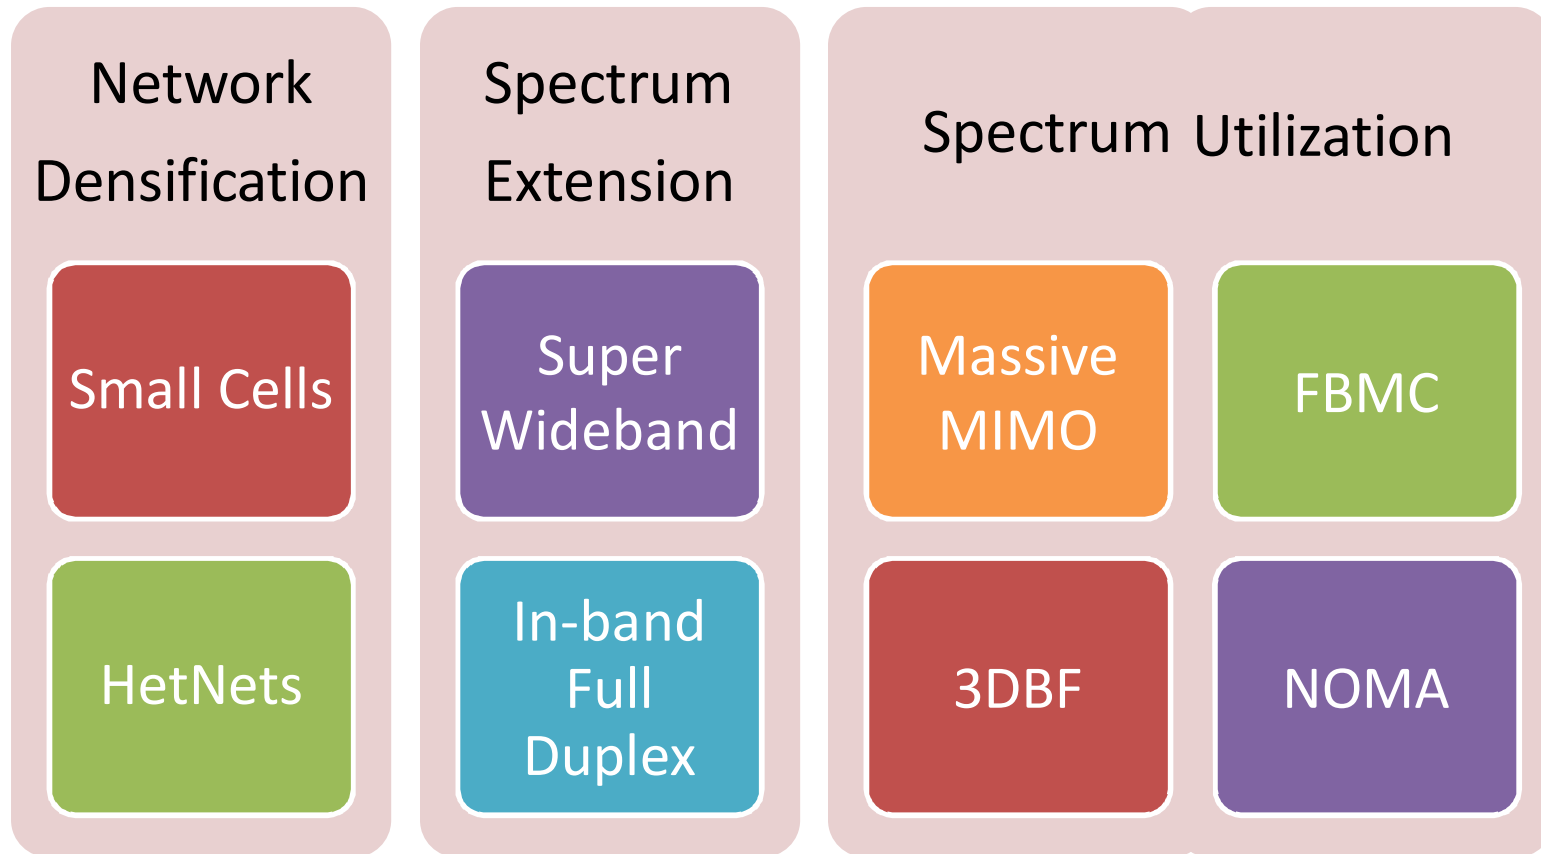 Network
Densification
Small Cells
HetNets
Spectrum
Extension
Super
Wideband
In-band
Full
Duplex
Spectrum Utilization
Massive
MIMO
FBMC
3DBF
NOMA